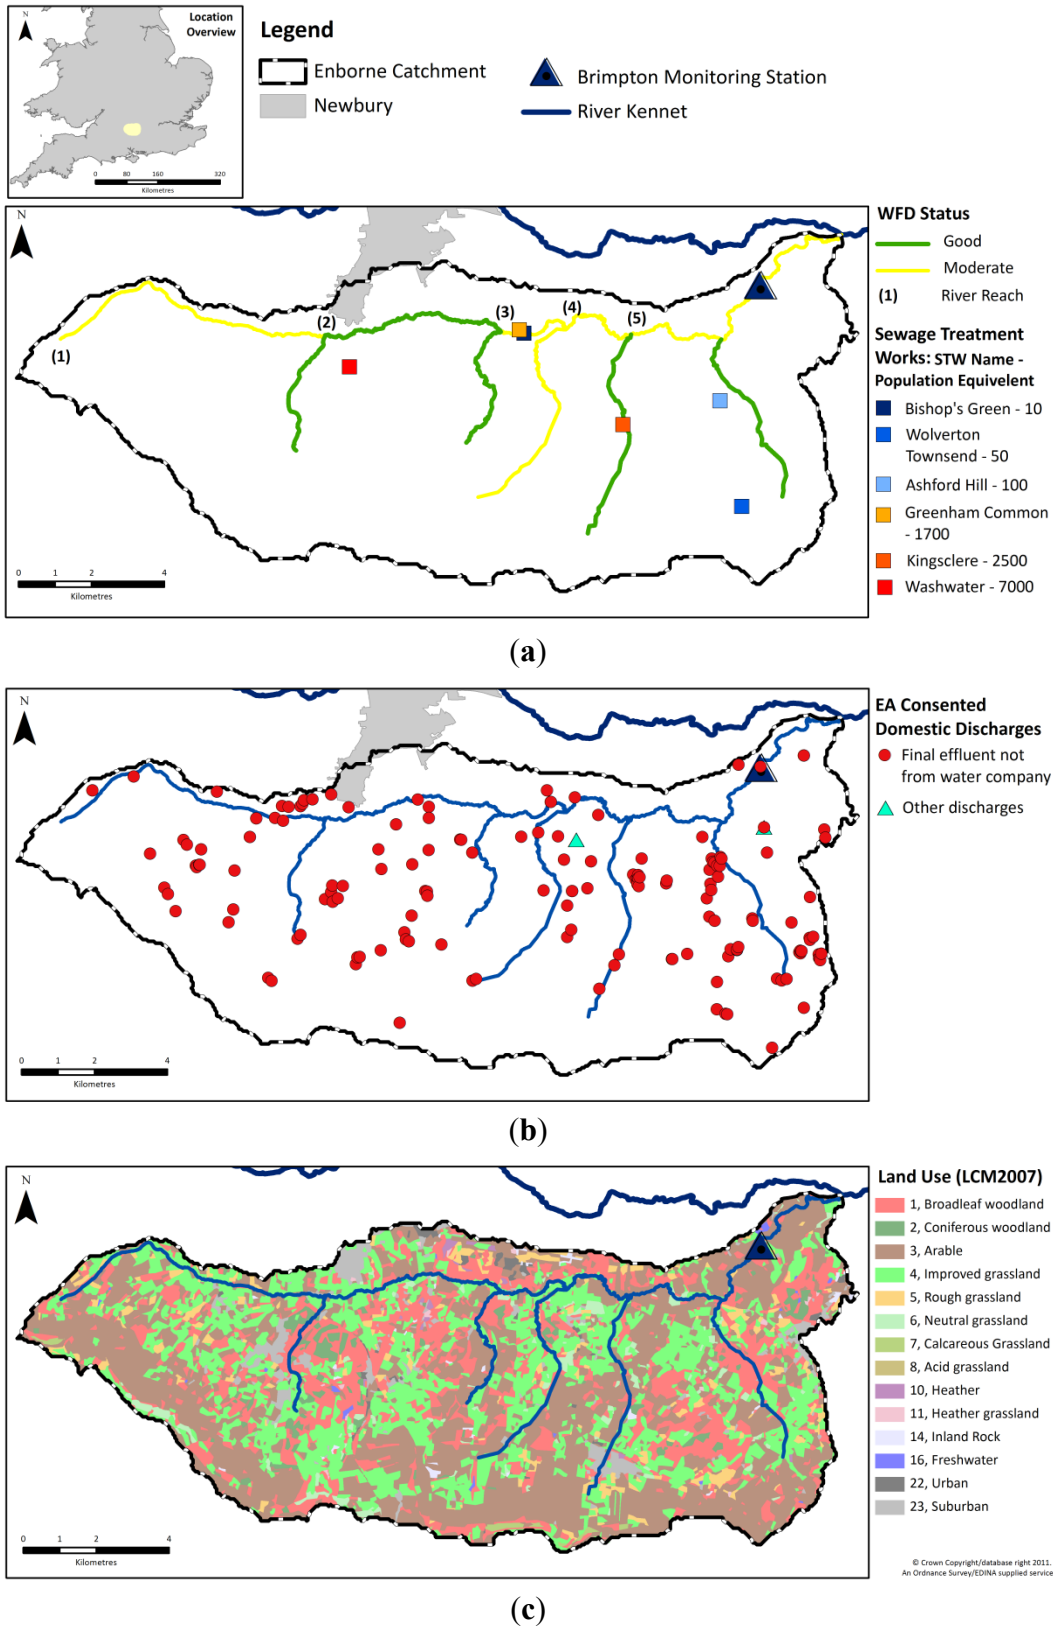 N
Location
Overview
0 80 160 320
Kilometres
Legend
Enborne Catchment
Newbury
Brimpton Monitoring Station
River Kennet
N
(1)
(2)
(3)
(4)
(5)
0 1 2 4
Kilometres
WFD Status
Good
Moderate
(1) River Reach
Sewage Treatment
Works: STW Name -
Population Equivelent
Bishop's Green - 10
Wolverton
Townsend - 50
Ashford Hill - 100
Greenham Common
- 1700
Kingsclere - 2500
Washwater - 7000
(a)
N
0 1 2 4
Kilometres
EA Consented
Domestic Discharges
Final effluent not
from water company
Other discharges
(b)
N
0 1 2 4
Kilometres
Land Use (LCM2007)
1, Broadleaf woodland
2, Coniferous woodland
3, Arable
4, Improved grassland
5, Rough grassland
6, Neutral grassland
7, Calcareous Grassland
8, Acid grassland
10, Heather
11, Heather grassland
14, Inland Rock
16, Freshwater
22, Urban
23, Suburban
© Crown Copyright/database right 2011.
An Ordnance Survey/EDINA supplied service
(c)